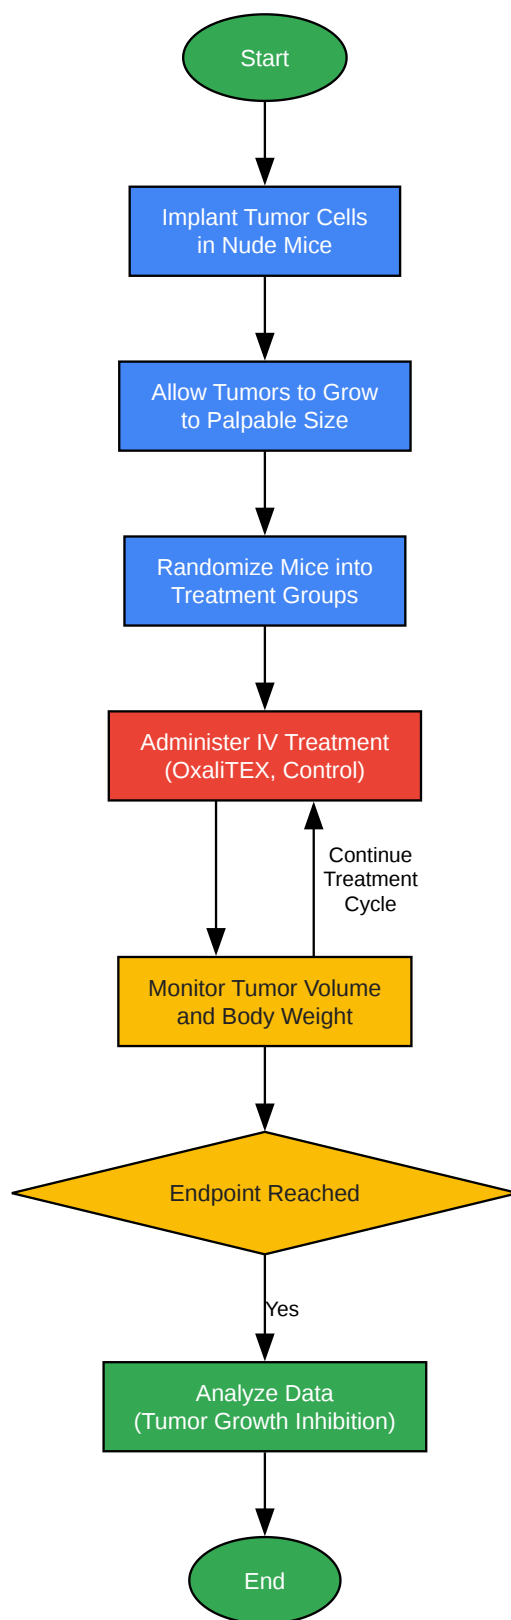 Start
Implant Tumor Cells
in Nude Mice
Allow Tumors to Grow
to Palpable Size
Randomize Mice into
Treatment Groups
Administer IV Treatment
(OxaliTEX, Control)
Continue
Treatment
Cycle
Monitor Tumor Volume
and Body Weight
Endpoint Reached
Yes
Analyze Data
(Tumor Growth Inhibition)
End